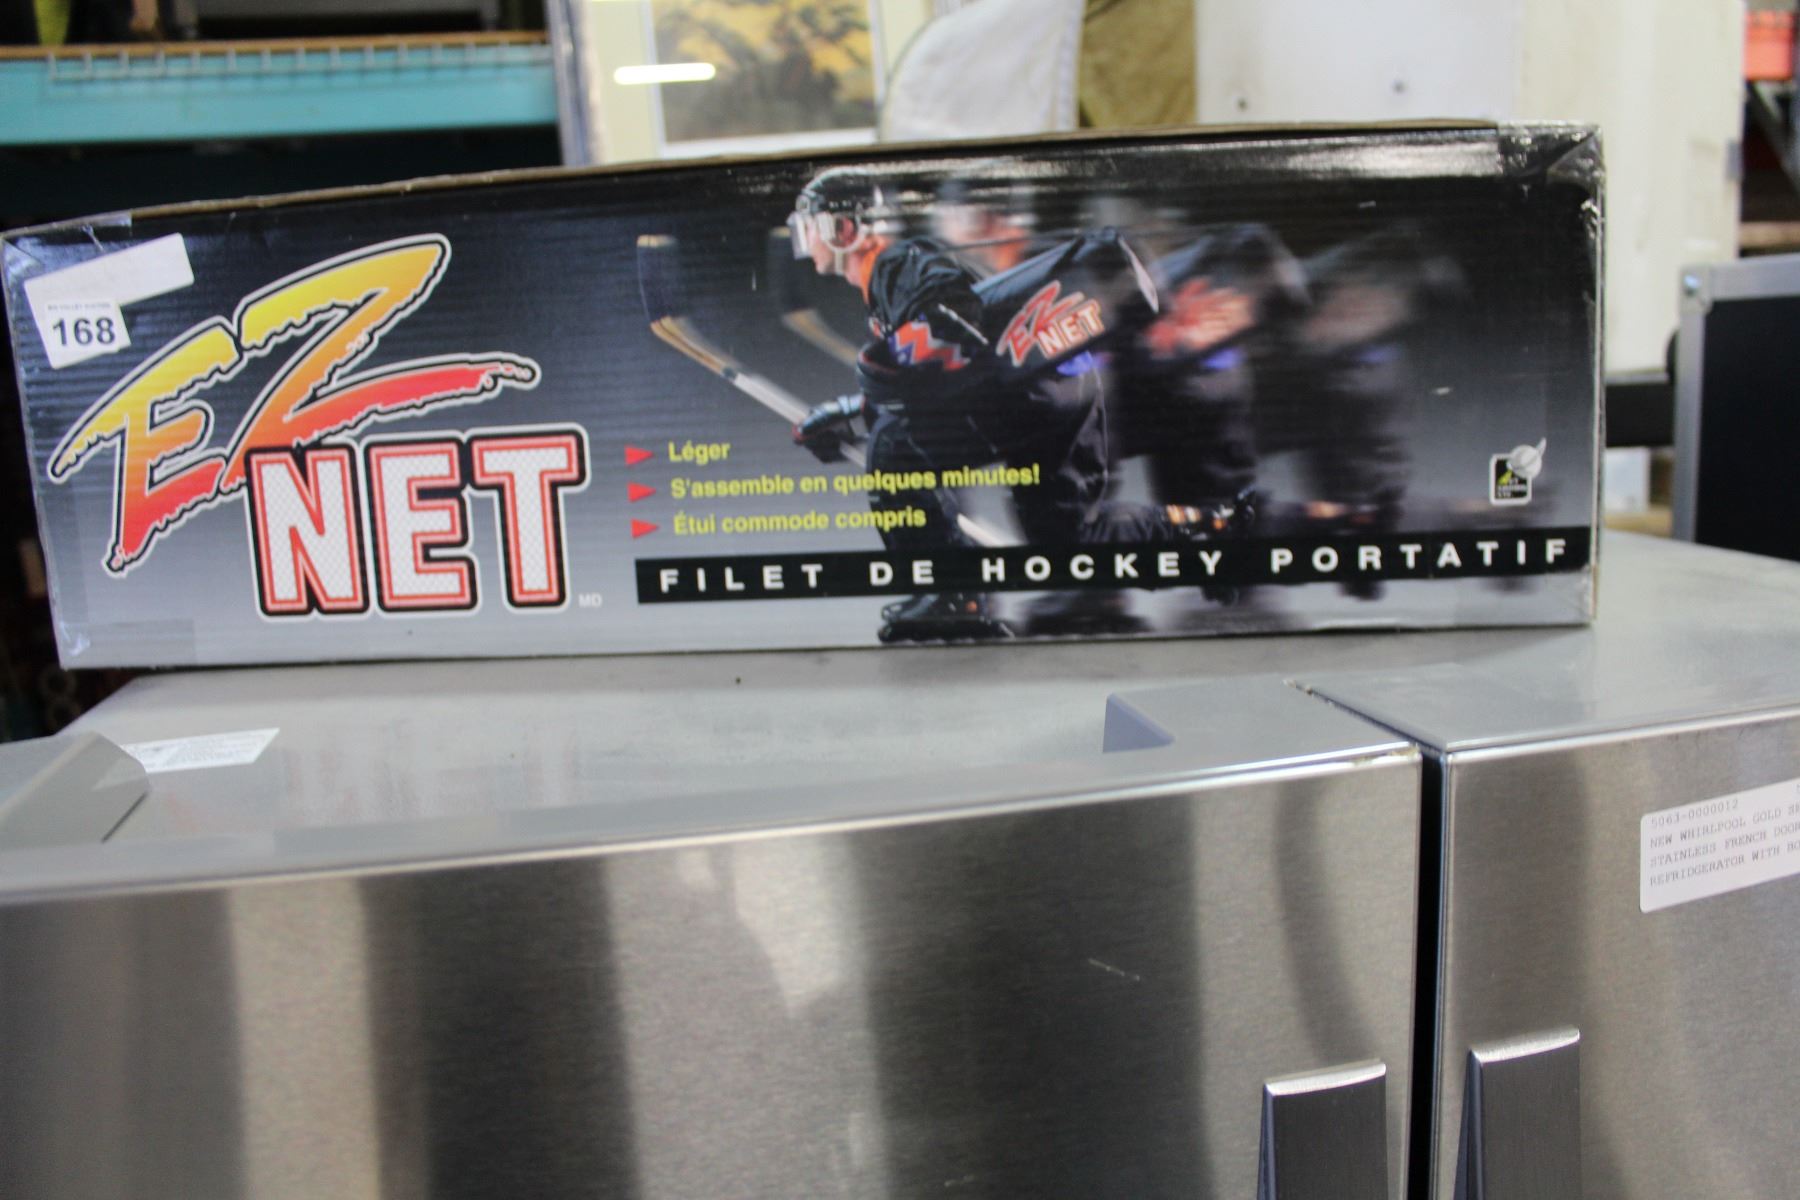 168
EZ
NET
MD
Léger
S'assemble en quelques minutes!
Étui commode compris
FILET DE HOCKEY PORTATIF
EZ
NET
5063-0000012
NEW WHIRLPOOL GOLD
STAINLESS FRENCH DOOR
REFRIDGERATOR WITH